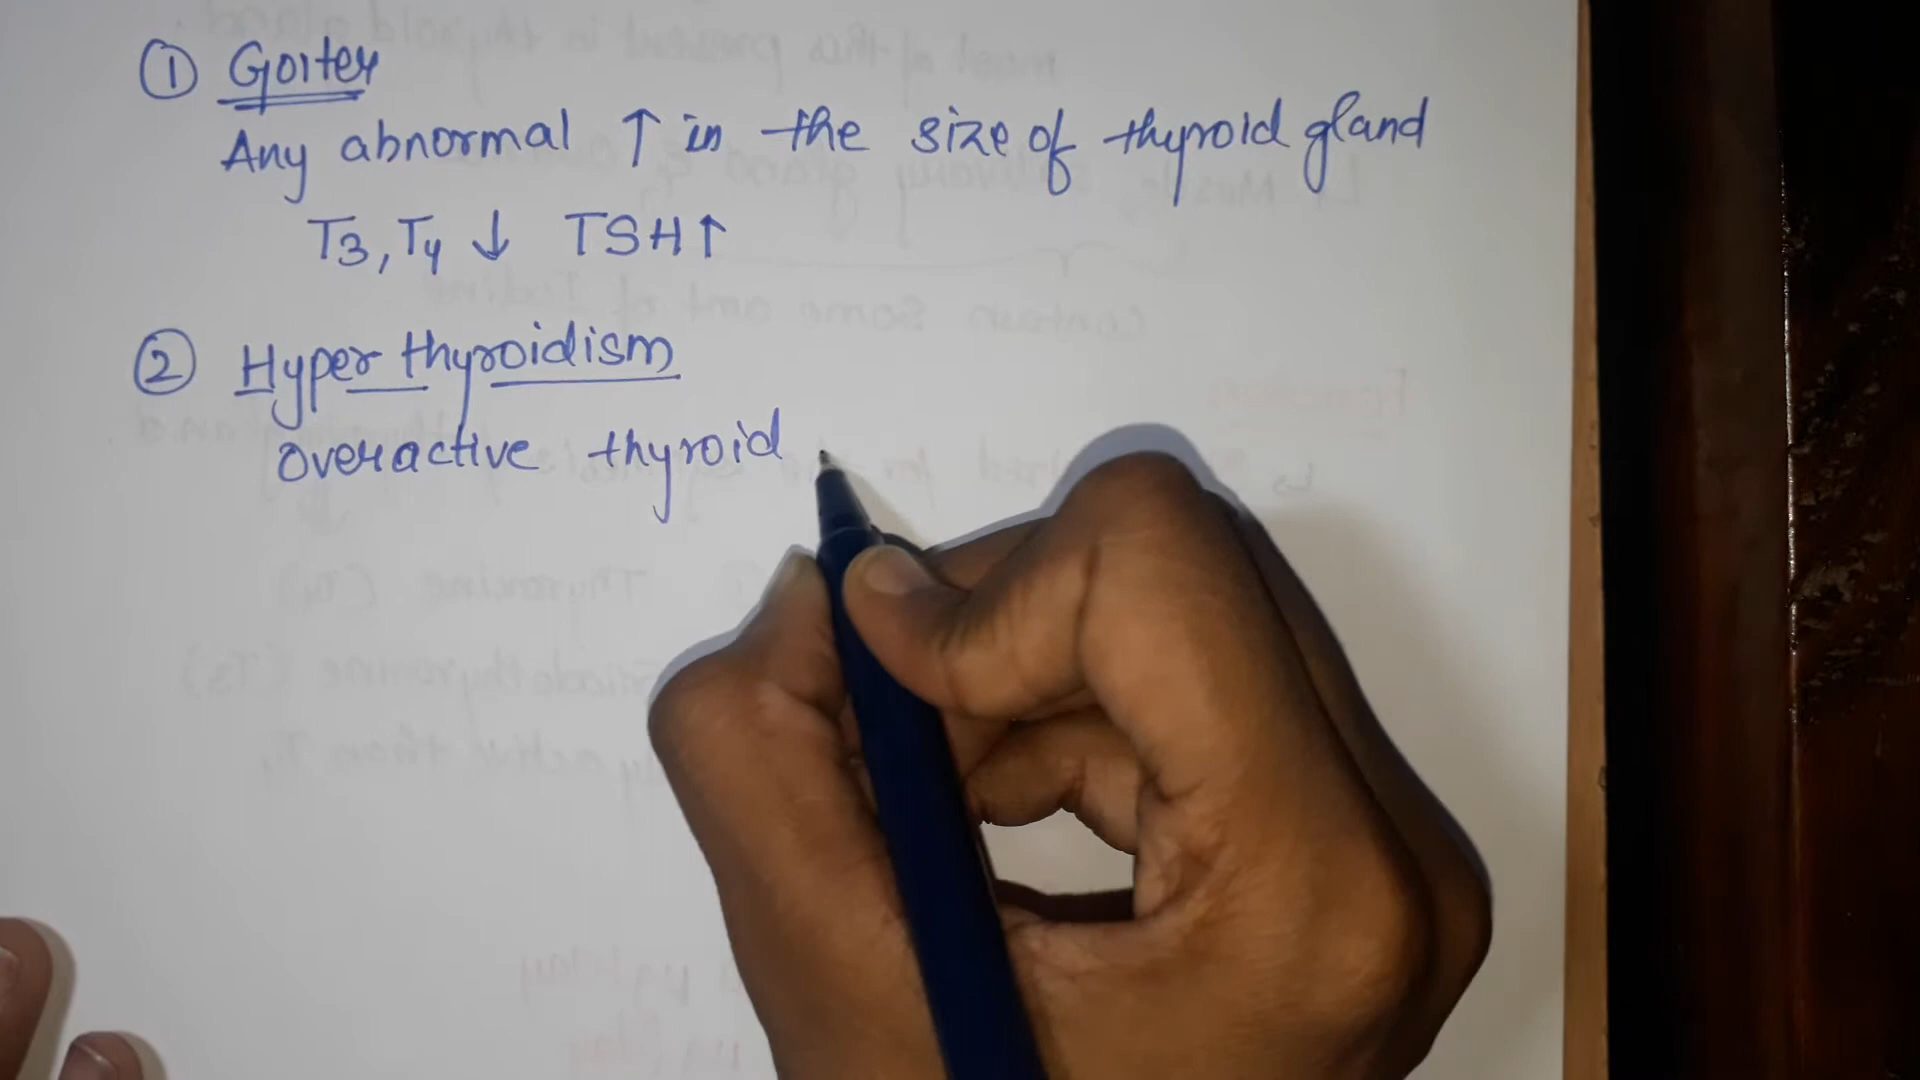 ① Goiter
Any abnormal ↑ in the size of thyroid gland
T3, T4 ↓ TSH↑
② Hyper thyroidism
overactive thyroid